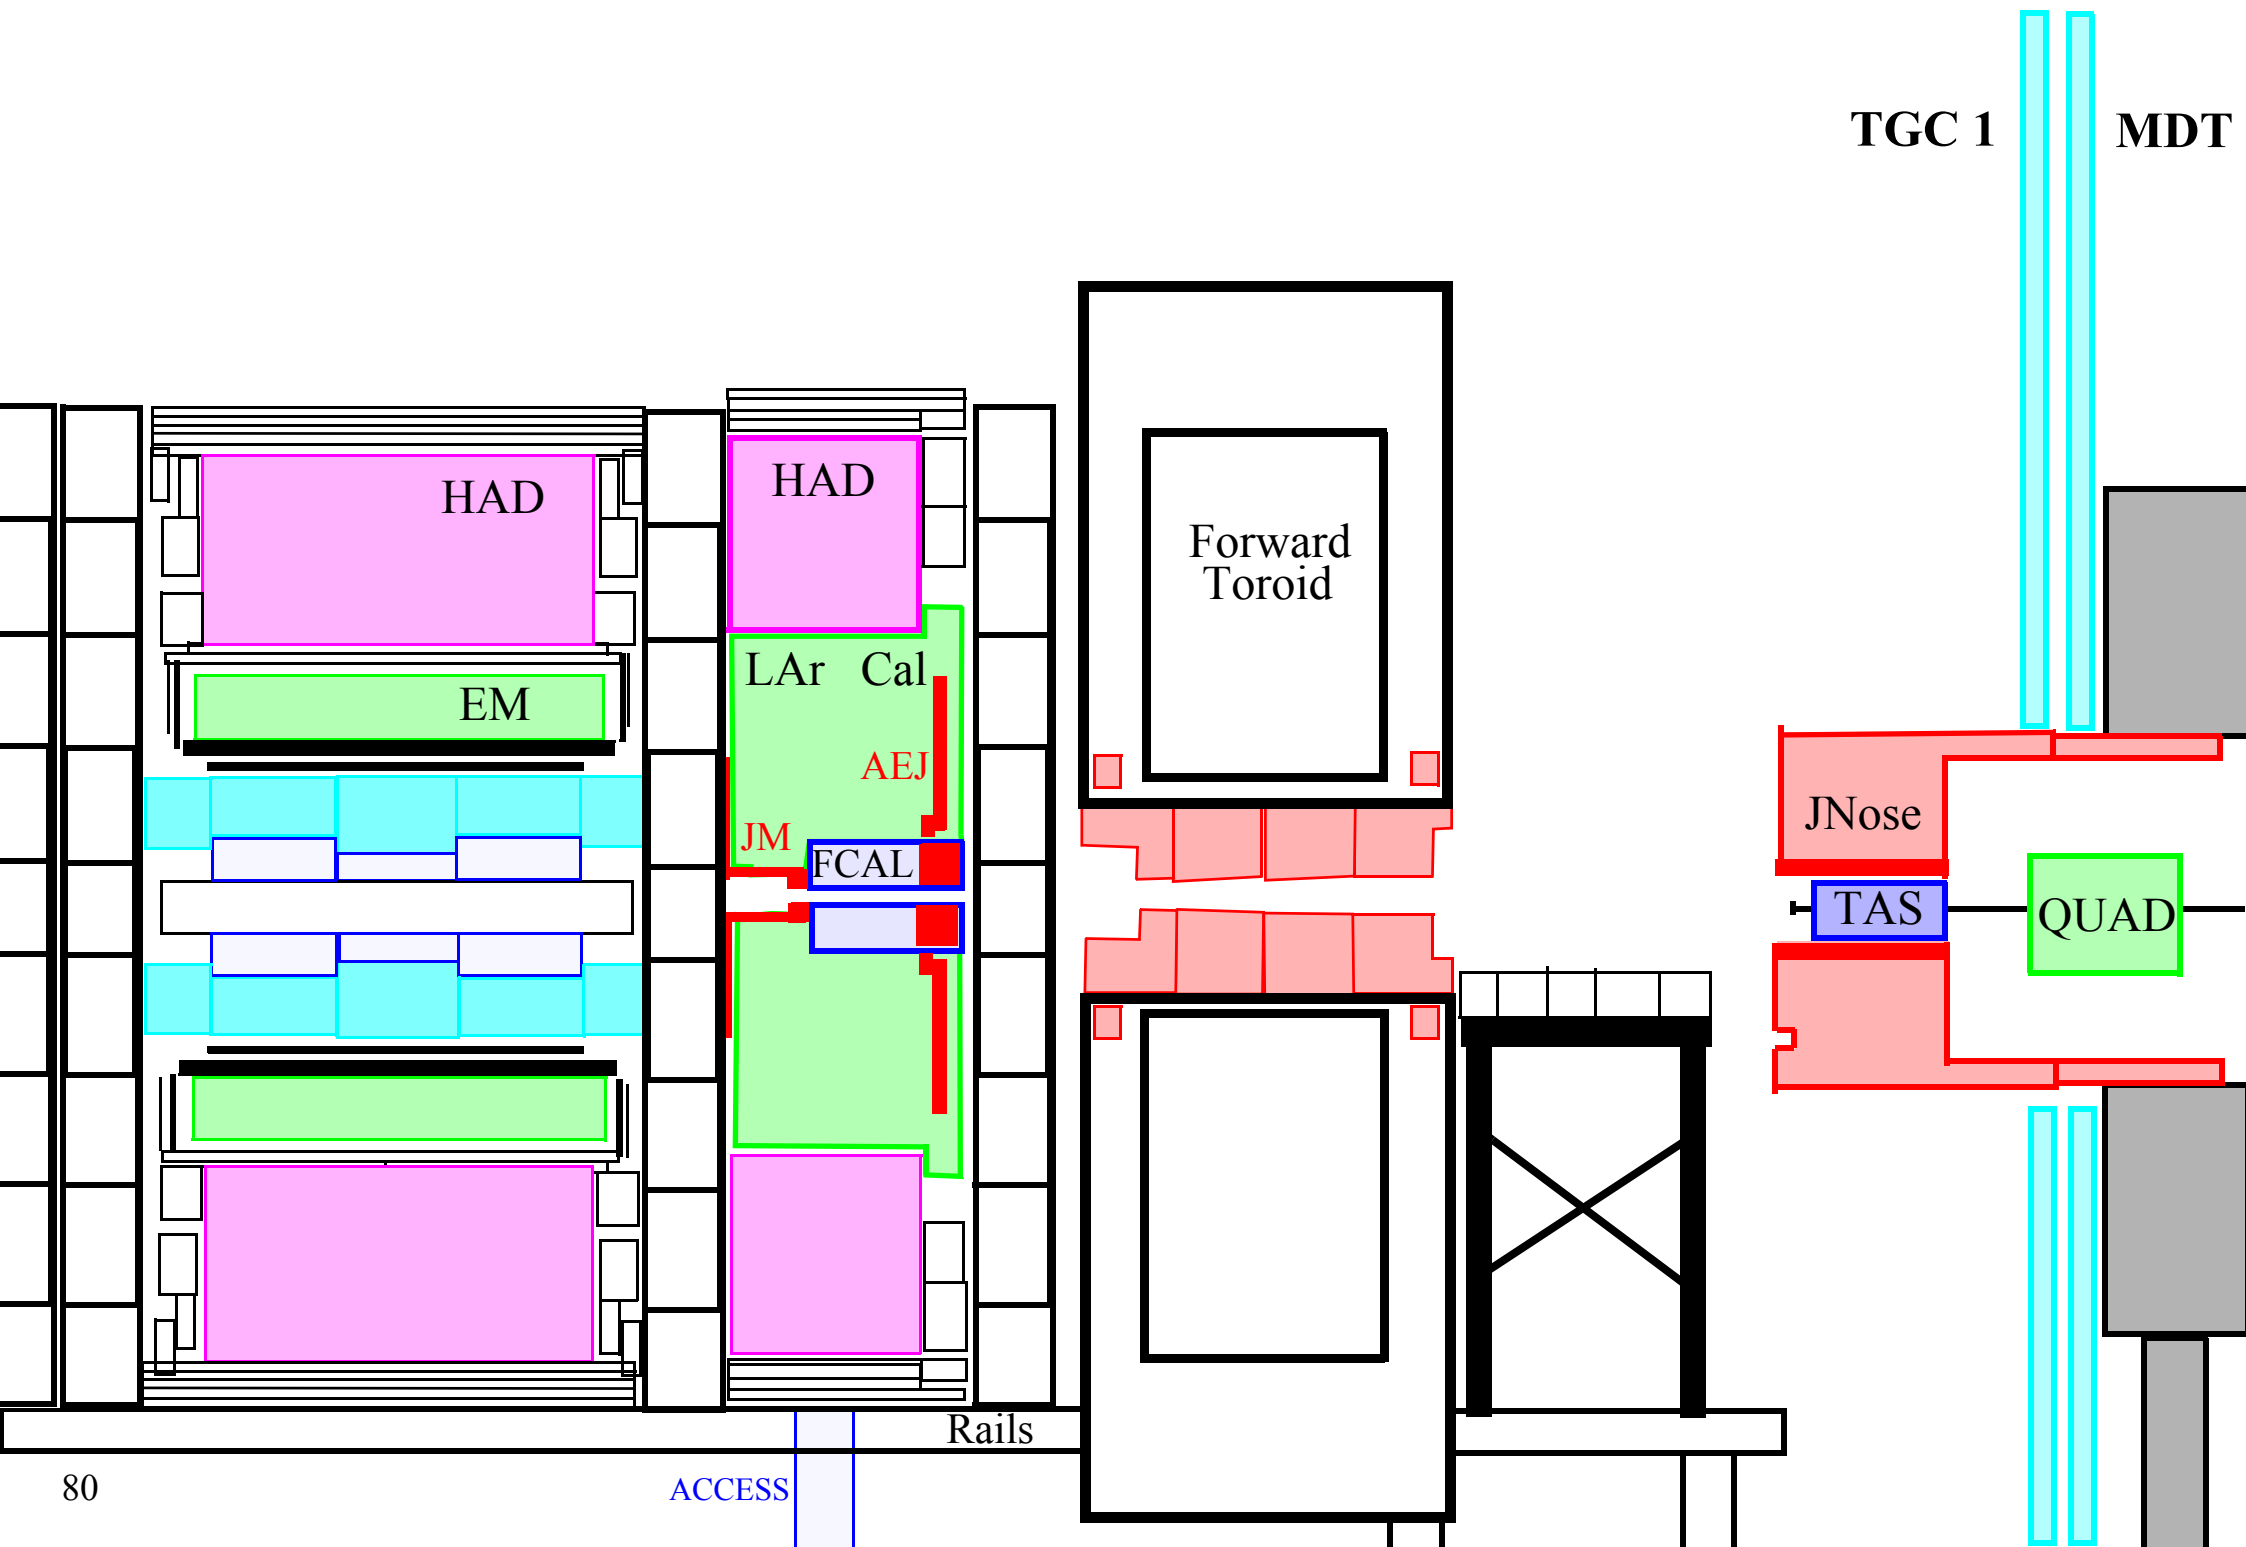 TGC 1
MDT
HAD
HAD
Forward
Toroid
LAr Cal
EM
AEJ
JNose
JM
FCAL
TAS
QUAD
Rails
80
ACCESS